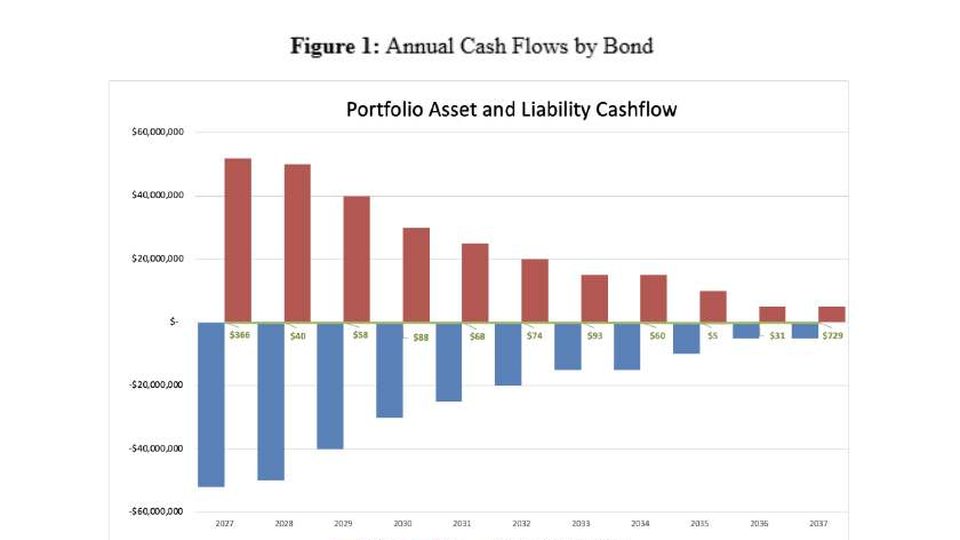 Figure 1: Annual Cash Flows by Bond
Portfolio Asset and Liability Cashflow
$60,000,000
$40,000,000
$20,000,000
$-
$366 $40 $58 $88 $68 $74 $93 $60 $5 $31 $729
-$20,000,000
-$40,000,000
-$60,000,000
2027 2028 2029 2030 2031 2032 2033 2034 2035 2036 2037